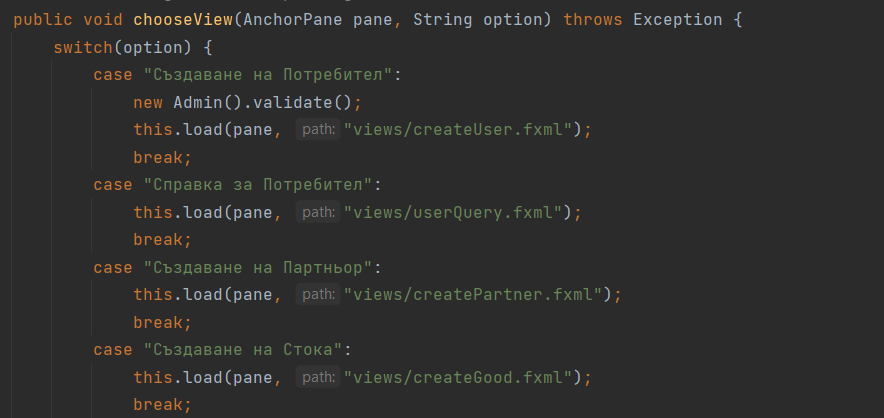 public void chooseView(AnchorPane pane, String option) throws Exception {
switch(option) {
case "Създаване на Потребител":
new Admin().validate();
this.load(pane, path: "views/createUser.fxml");
break;
case "Справка за Потребител":
this.load(pane, path: "views/userQuery.fxml");
break;
case "Създаване на Партньор":
this.load(pane, path: "views/createPartner.fxml");
break;
case "Създаване на Стока":
this.load(pane, path: "views/createGood.fxml");
break;